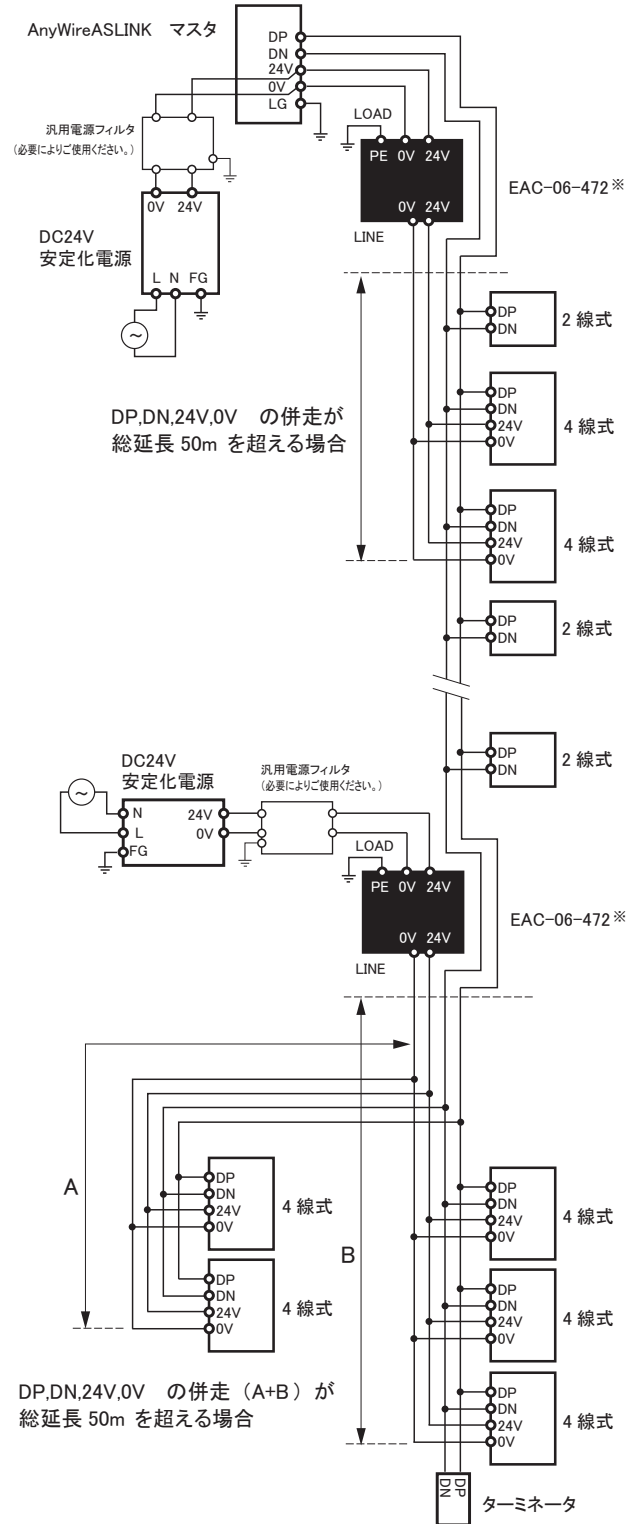 AnyWireASLINK マスタ
DP
DN
24V
0V
LG
汎用電源フィルタ
(必要によりご使用ください。)
0V 24V
DC24V
安定化電源
L N FG
LOAD
PE 0V 24V
0V 24V
LINE
EAC-06-472※
DP
DN
2 線式
DP,DN,24V,0V の併走が
総延長 50m を超える場合
DP
DN
24V
0V
4 線式
DP
DN
24V
0V
4 線式
DP
DN
2 線式
DP
DN
2 線式
DC24V
安定化電源
N
L
FG
24V
0V
汎用電源フィルタ
(必要によりご使用ください。)
LOAD
PE 0V 24V
0V 24V
LINE
EAC-06-472※
A
B
DP
DN
24V
0V
4 線式
DP
DN
24V
0V
4 線式
DP
DN
24V
0V
4 線式
DP
DN
24V
0V
4 線式
DP
DN
24V
0V
4 線式
DP,DN,24V,0V の併走(A+B)が
総延長 50m を超える場合
DP
DN
ターミネータ